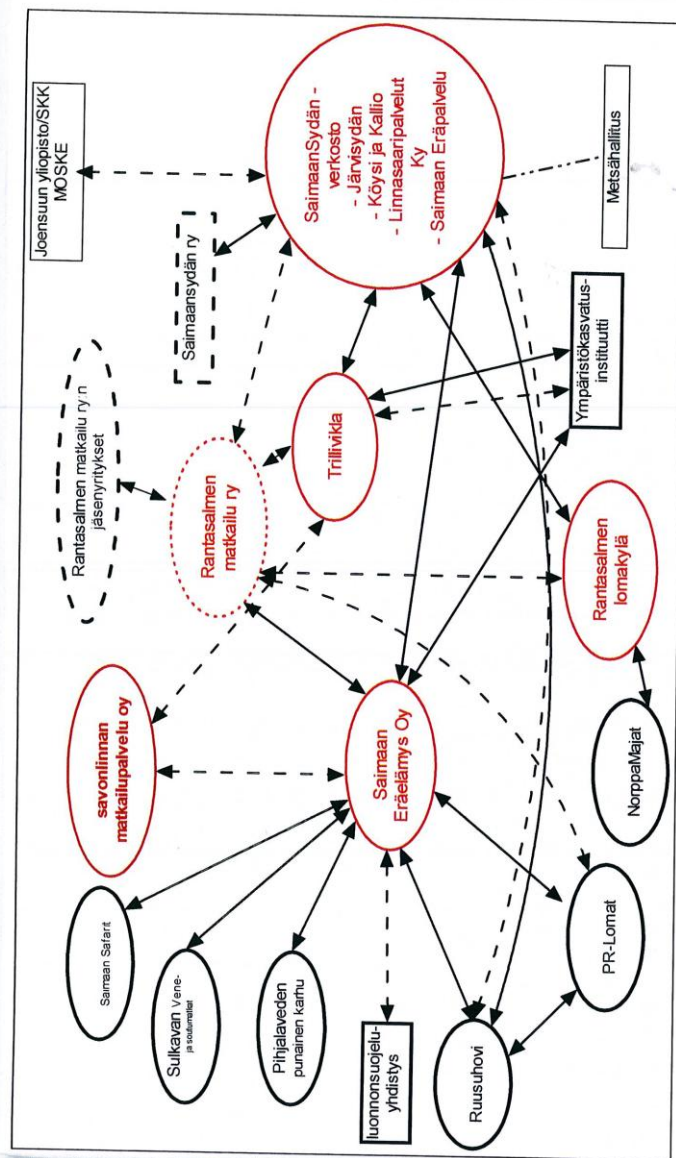 Joensuun yliopisto/SKK
MOSKE
Saimaansydän ry
SaimaanSydän -
verkosto
- Järvisydän
- Köysi ja Kallio
- Linnasaaripalvelut
Ky
- Saimaan Eräpalvelu
Metsähallitus
Rantasalmen matkailu ry:n
jäsenyritykset
Rantasalmen
matkailu ry
Trillivikla
Ympäristökasvatus-
instituutti
Rantasalmen
lomakylä
savonlinnan
matkailupalvelu oy
Saimaan
Eräelämys Oy
NorppaMajat
Saimaan Safarit
Sulkavan Vene-
ja soutumatkat
Pihjalaveden
punainen karhu
luonnonsuojelu-
yhdistys
Ruusuhovi
PR-Lomat